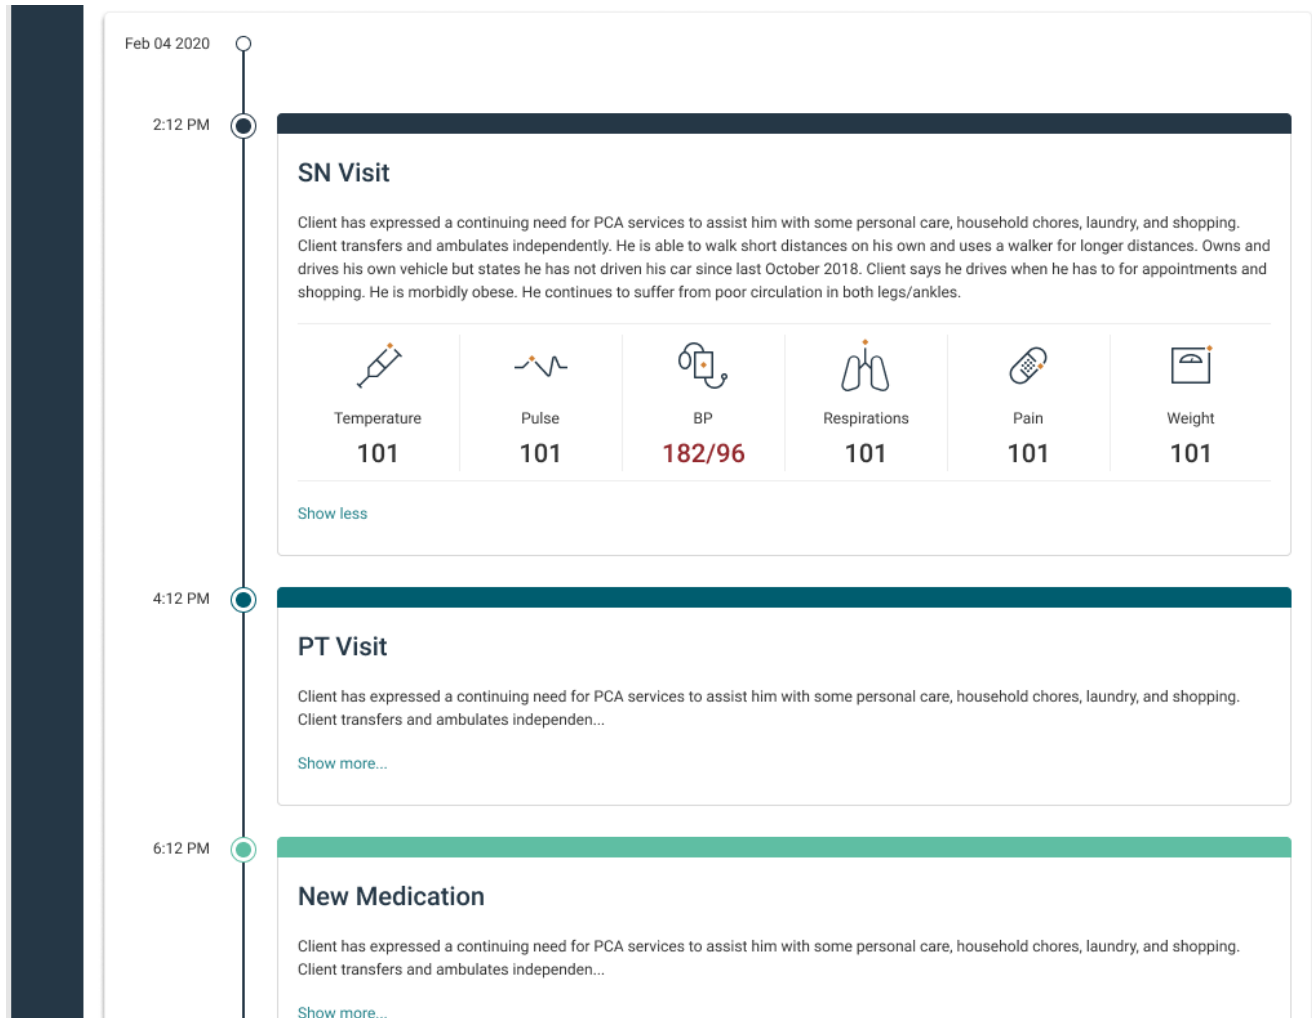 Feb 04 2020
2:12 PM
SN Visit
Client has expressed a continuing need for PCA services to assist him with some personal care, household chores, laundry, and shopping.
Client transfers and ambulates independently. He is able to walk short distances on his own and uses a walker for longer distances. Owns and
drives his own vehicle but states he has not driven his car since last October 2018. Client says he drives when he has to for appointments and
shopping. He is morbidly obese. He continues to suffer from poor circulation in both legs/ankles.
Temperature Pulse BP Respirations Pain Weight
101 101 182/96 101 101 101
Show less
4:12 PM
PT Visit
Client has expressed a continuing need for PCA services to assist him with some personal care, household chores, laundry, and shopping.
Client transfers and ambulates independen...
Show more...
6:12 PM
New Medication
Client has expressed a continuing need for PCA services to assist him with some personal care, household chores, laundry, and shopping.
Client transfers and ambulates independen...
Show more...